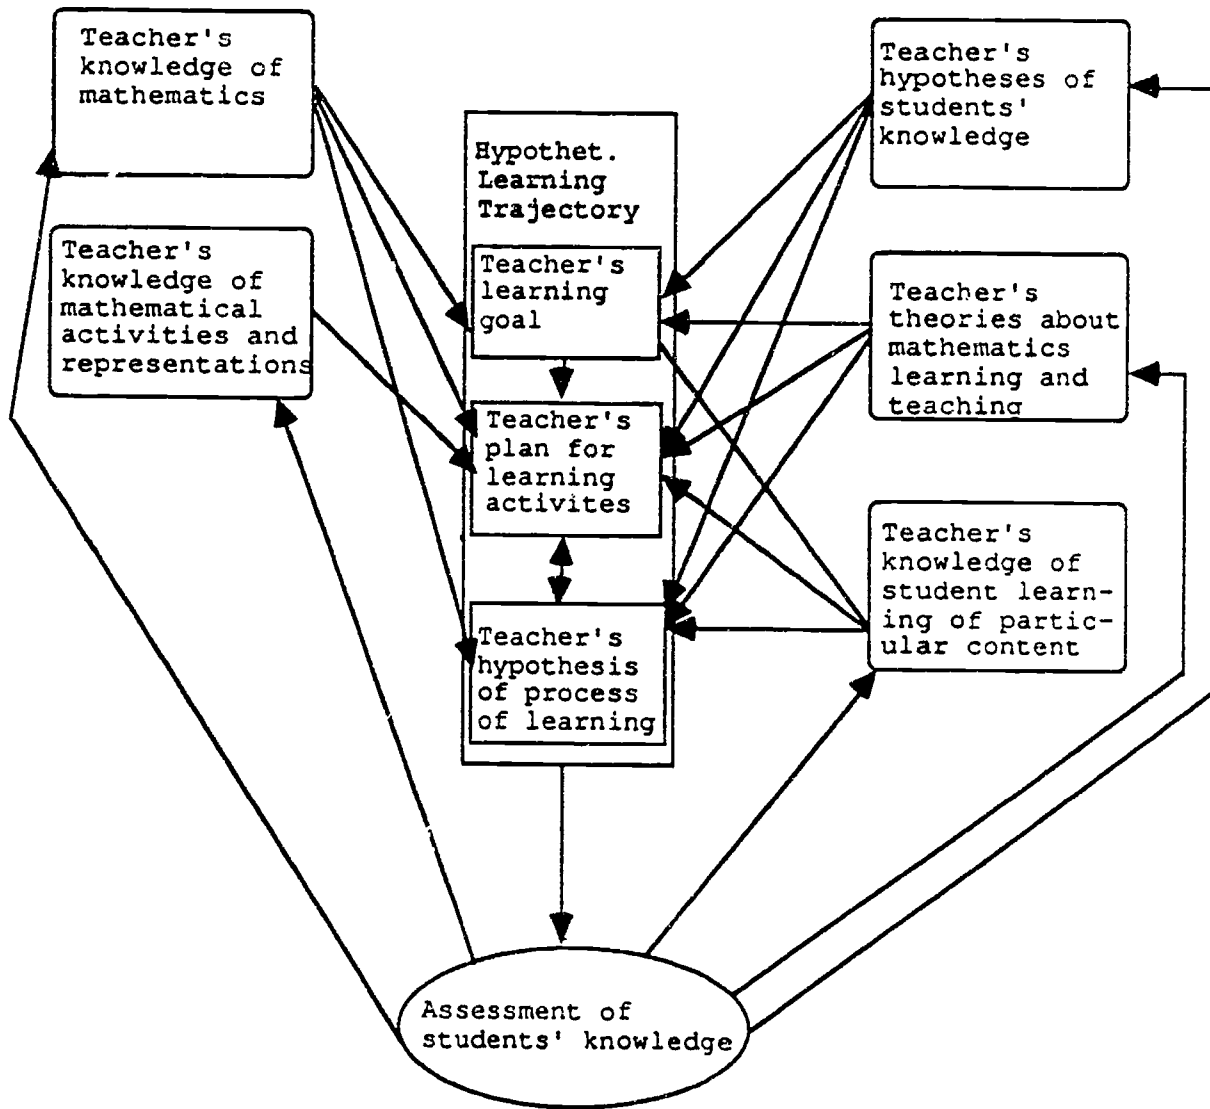 Teacher's
knowledge of
mathematics
Teacher's
knowledge of
mathematical
activities and
representations
Hypothet.
Learning
Trajectory
Teacher's
learning
goal
Teacher's
plan for
learning
activites
Teacher's
hypothesis
of process
of learning
Teacher's
hypotheses of
students'
knowledge
Teacher's
theories about
mathematics
learning and
teaching
Teacher's
knowledge of
student learn-
ing of partic-
ular content
Assessment of
students' knowledge